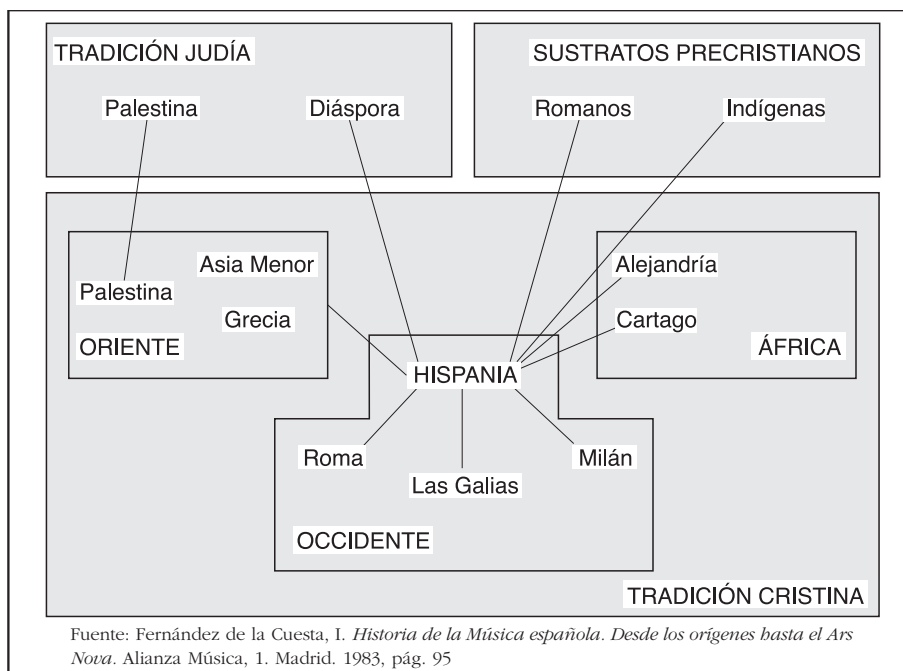 TRADICIÓN JUDÍA
Palestina
Diáspora
SUSTRATOS PRECRISTIANOS
Romanos
Indígenas
Asia Menor
Palestina
Grecia
ORIENTE
Alejandría
Cartago
ÁFRICA
HISPANIA
Roma
Milán
Las Galias
OCCIDENTE
TRADICIÓN CRISTINA
Fuente: Fernández de la Cuesta, I. Historia de la Música española. Desde los orígenes hasta el Ars
Nova. Alianza Música, 1. Madrid. 1983, pág. 95